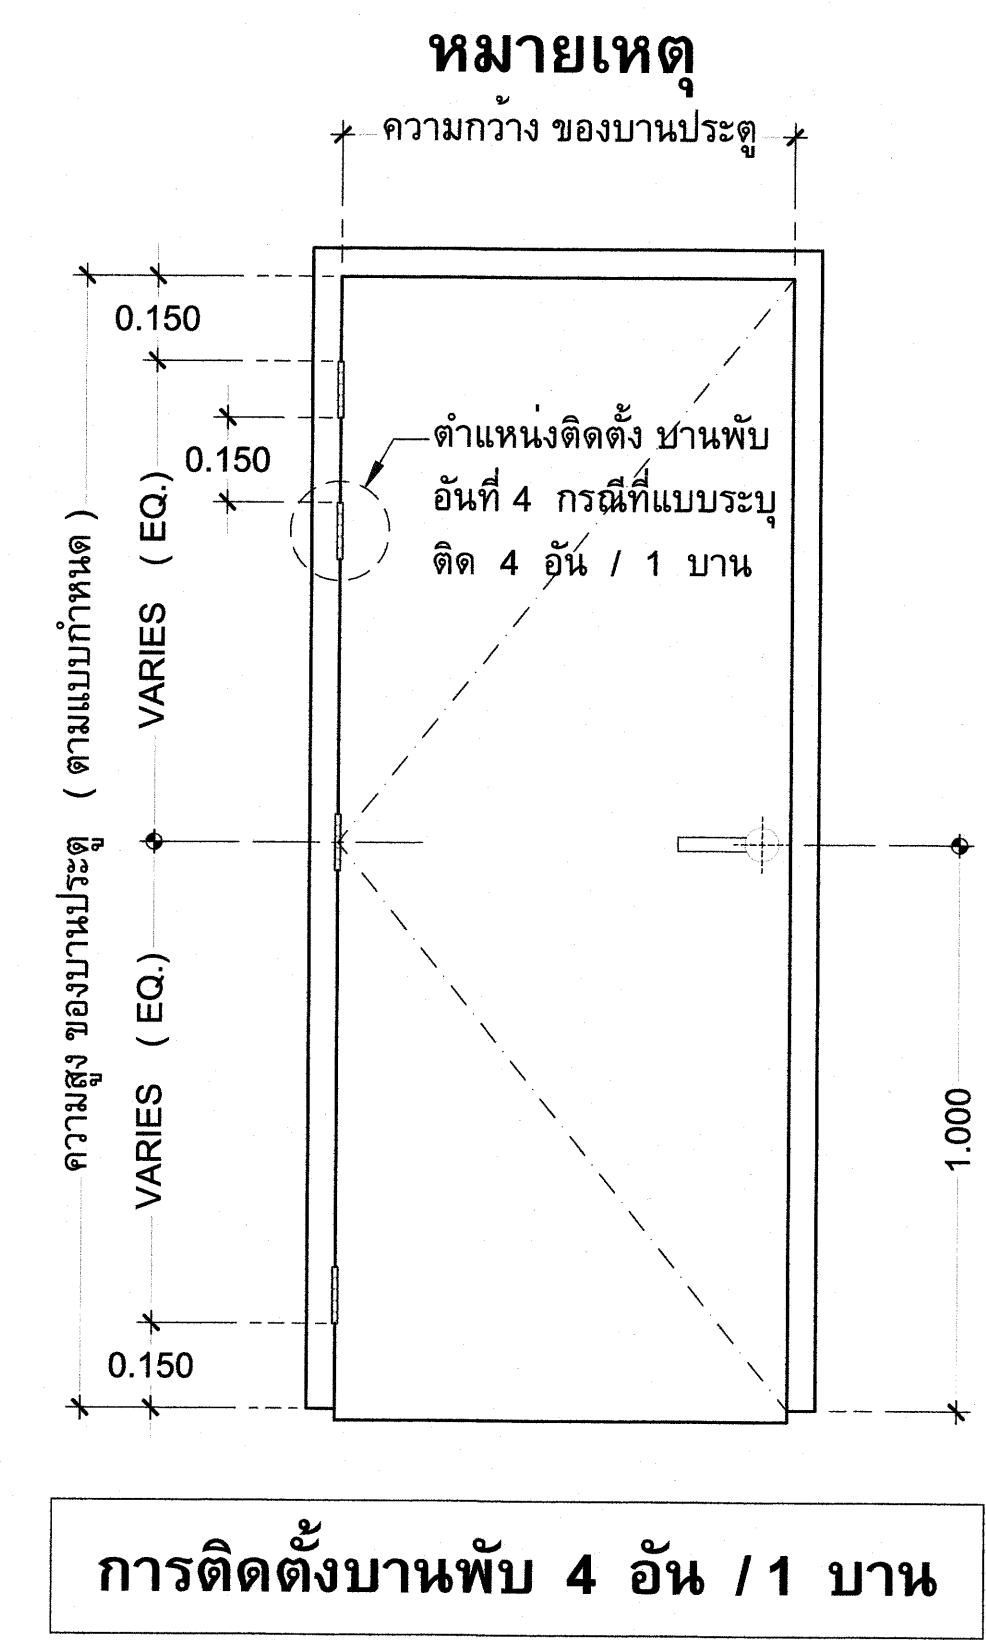 หมายเหตุ
ความกว้าง ของบานประตู
0.150
0.150
ตำแหน่งติดตั้ง บานพับ
อันที่ 4 กรณีที่แบบระบุ
ติด 4 อัน / 1 บาน
VARIES ( EQ.)
ความสูง ของบานประตู ( ตามแบบกำหนด )
VARIES ( EQ.)
1.000
0.150
การติดตั้งบานพับ 4 อัน / 1 บาน